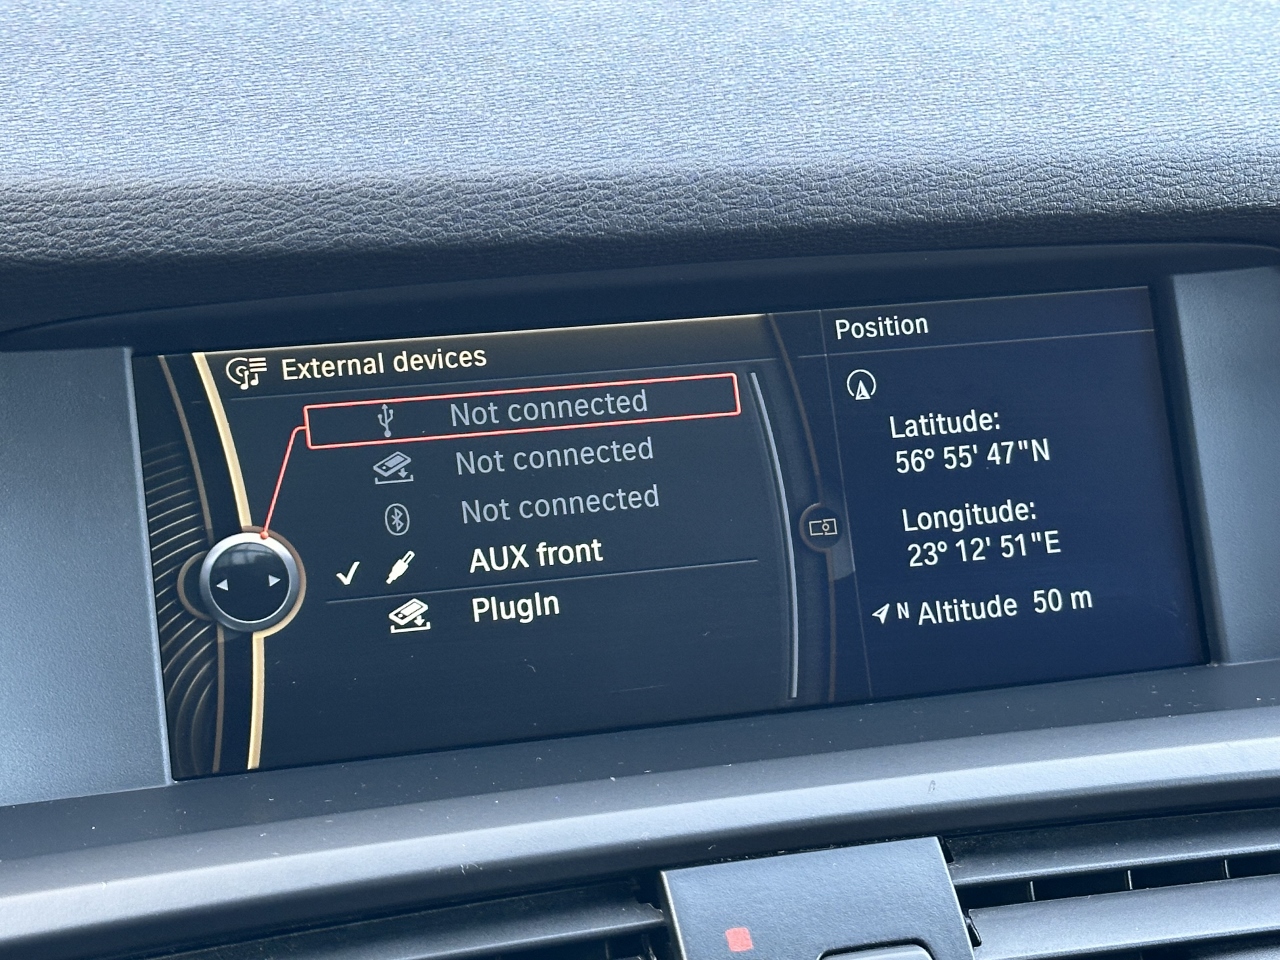 External devices
Not connected
Not connected
Not connected
AUX front
PlugIn
Position
Latitude:
56° 55' 47"N
Longitude:
23° 12' 51"E
N Altitude 50 m